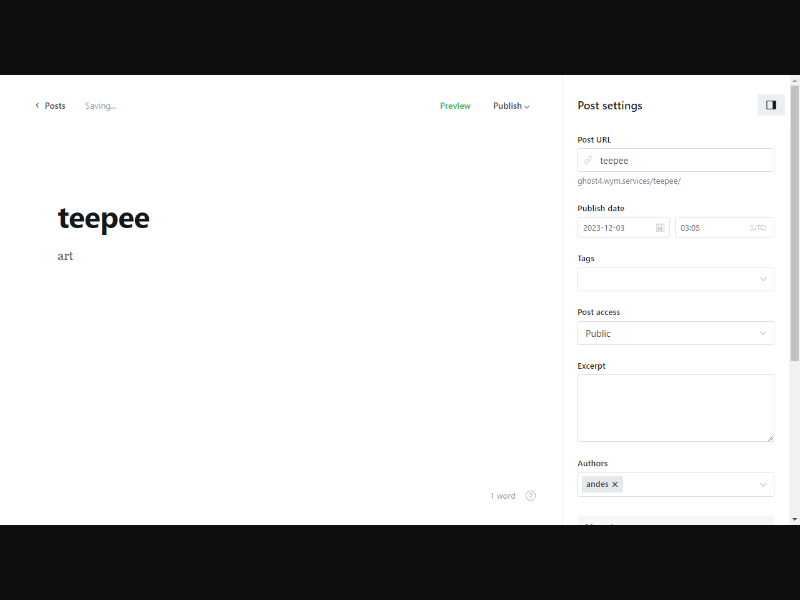 Posts
Saving...
Preview
Publish
Post settings
Post URL
teepee
ghost4.wym.services/teepee/
Publish date
2023-12-03
03:05
(UTC)
Tags
Post access
Public
Excerpt
Authors
andes
teepee
art
1 word